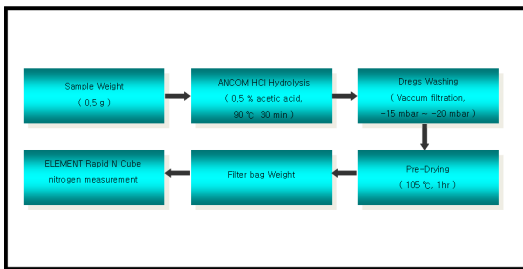 Sample Weight
( 0,5 g )
ANCOM HCl Hydrolysis
( 0,5 % acetic acid,
90 ℃ 30 min )
Dregs Washing
( Vaccum filtration,
-15 mbar ~ -20 mbar )
Pre-Drying
( 105 ℃, 1hr )
Filter bag Weight
ELEMENT Rapid N Cube
nitrogen measurement